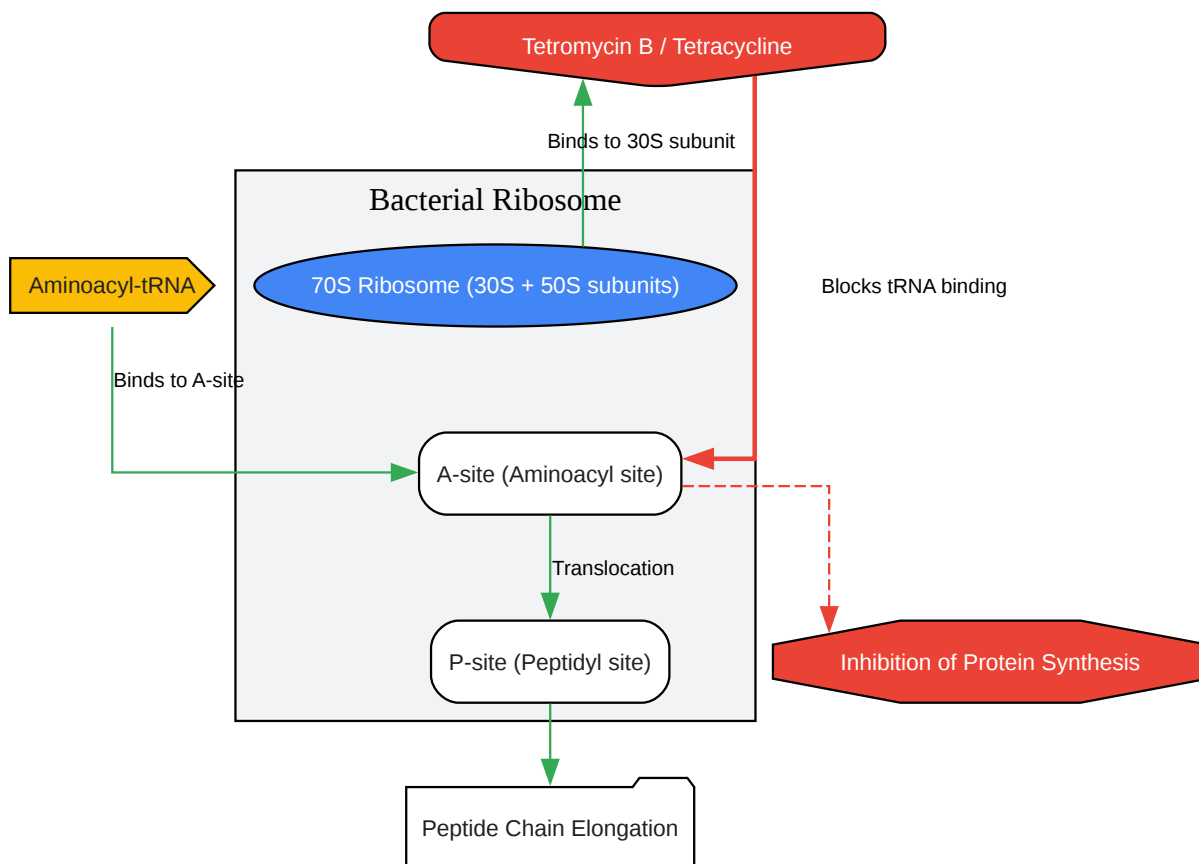 Tetromycin B / Tetracycline
Binds to 30S subunit
Bacterial Ribosome
Aminoacyl-tRNA
70S Ribosome (30S + 50S subunits)
Blocks tRNA binding
Binds to A-site
A-site (Aminoacyl site)
Translocation
P-site (Peptidyl site)
Inhibition of Protein Synthesis
Peptide Chain Elongation